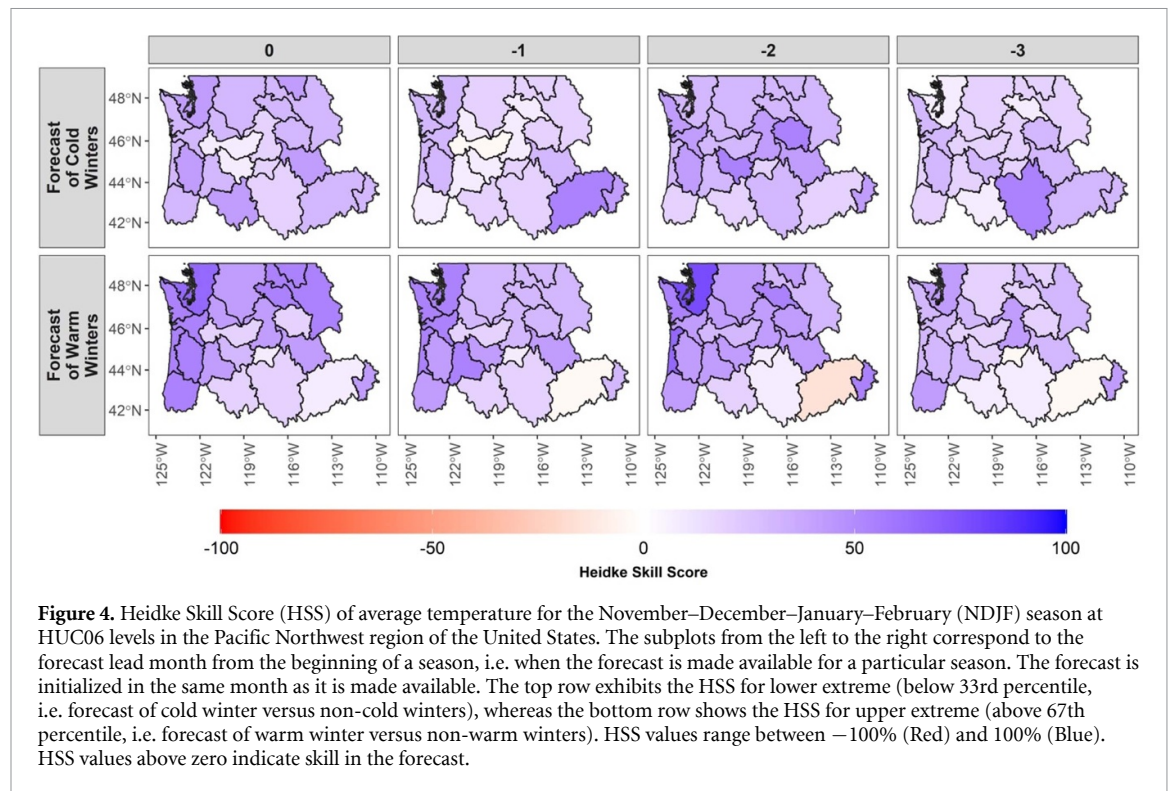 0 -1 -2 -3
Forecast
of Cold
Winters
48°N
46°N
44°N
42°N
Forecast
of Warm
Winters
48°N
46°N
44°N
42°N
125°W 122°W 119°W 116°W 113°W 110°W 125°W 122°W 119°W 116°W 113°W 110°W 125°W 122°W 119°W 116°W 113°W 110°W 125°W 122°W 119°W 116°W 113°W 110°W
-100 -50 0 50 100
Heidke Skill Score
Figure 4. Heidke Skill Score (HSS) of average temperature for the November–December–January–February (NDJF) season at
HUC06 levels in the Pacific Northwest region of the United States. The subplots from the left to the right correspond to the
forecast lead month from the beginning of a season, i.e. when the forecast is made available for a particular season. The forecast is
initialized in the same month as it is made available. The top row exhibits the HSS for lower extreme (below 33rd percentile,
i.e. forecast of cold winter versus non-cold winters), whereas the bottom row shows the HSS for upper extreme (above 67th
percentile, i.e. forecast of warm winter versus non-warm winters). HSS values range between −100% (Red) and 100% (Blue).
HSS values above zero indicate skill in the forecast.